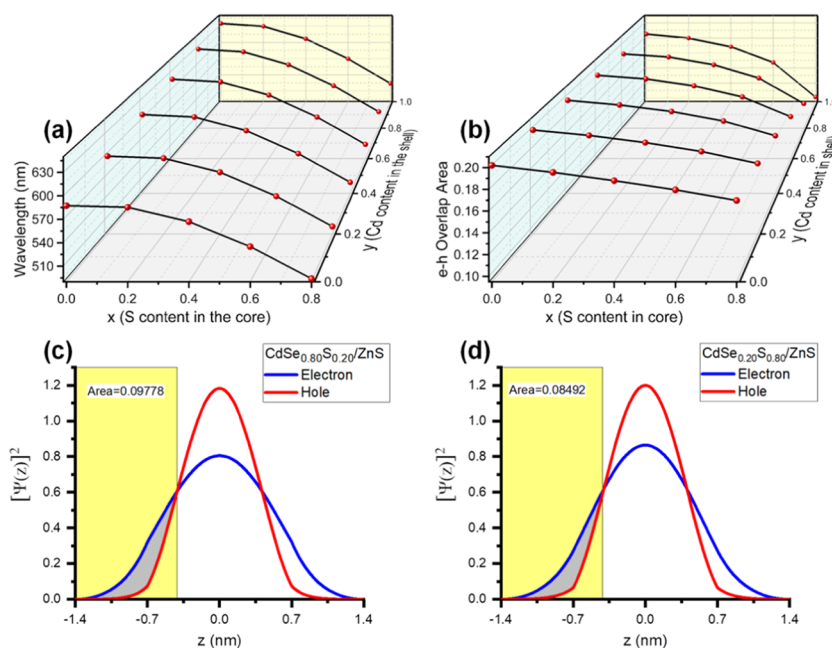 (a)
Wavelength (nm)
630
600
570
540
510
0.0
0.2
0.4
0.6
0.8
x (S content in the core)
0.0
0.2
0.4
0.6
0.8
1.0
y (Cd content in the shell)
(b)
e-h Overlap Area
0.20
0.18
0.16
0.14
0.12
0.10
0.0
0.2
0.4
0.6
0.8
x (S content in core)
0.0
0.2
0.4
0.6
0.8
1.0
y (Cd content in shell)
(c)
CdSe0.80S0.20/ZnS
Electron
Hole
Area=0.09778
[Ψ(z)]2
1.2
1.0
0.8
0.6
0.4
0.2
0.0
-1.4
-0.7
0.0
0.7
1.4
z (nm)
(d)
CdSe0.20S0.80/ZnS
Electron
Hole
Area=0.08492
[Ψ(z)]2
1.2
1.0
0.8
0.6
0.4
0.2
0.0
-1.4
-0.7
0.0
0.7
1.4
z (nm)